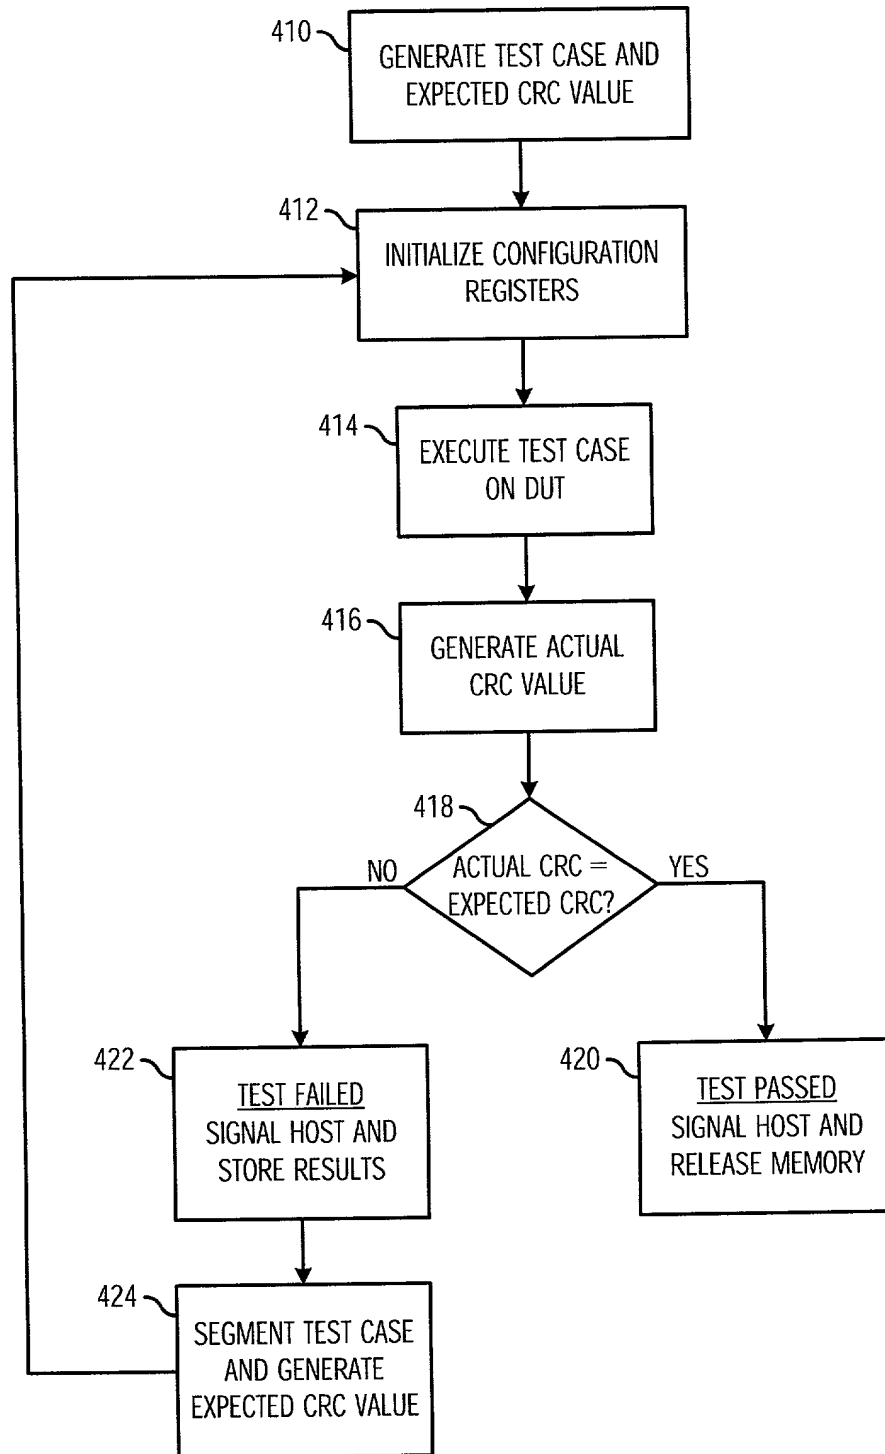 410
GENERATE TEST CASE AND
EXPECTED CRC VALUE
412
INITIALIZE CONFIGURATION
REGISTERS
414
EXECUTE TEST CASE
ON DUT
416
GENERATE ACTUAL
CRC VALUE
418
NO
ACTUAL CRC =
EXPECTED CRC?
YES
422
TEST FAILED
SIGNAL HOST AND
STORE RESULTS
420
TEST PASSED
SIGNAL HOST AND
RELEASE MEMORY
424
SEGMENT TEST CASE
AND GENERATE
EXPECTED CRC VALUE